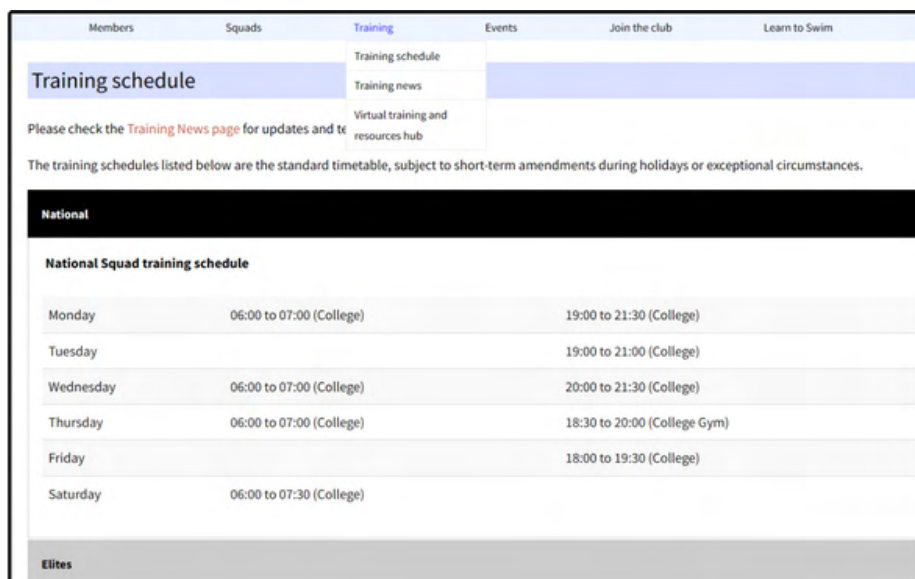 Members Squads Training Events Join the club Learn to Swim
Training schedule
Training news
Virtual training and
resources hub
Training schedule
Please check the Training News page for updates and te
The training schedules listed below are the standard timetable, subject to short-term amendments during holidays or exceptional circumstances.
National
National Squad training schedule
Monday 06:00 to 07:00 (College) 19:00 to 21:30 (College)
Tuesday 19:00 to 21:00 (College)
Wednesday 06:00 to 07:00 (College) 20:00 to 21:30 (College)
Thursday 06:00 to 07:00 (College) 18:30 to 20:00 (College Gym)
Friday 18:00 to 19:30 (College)
Saturday 06:00 to 07:30 (College)
Elites